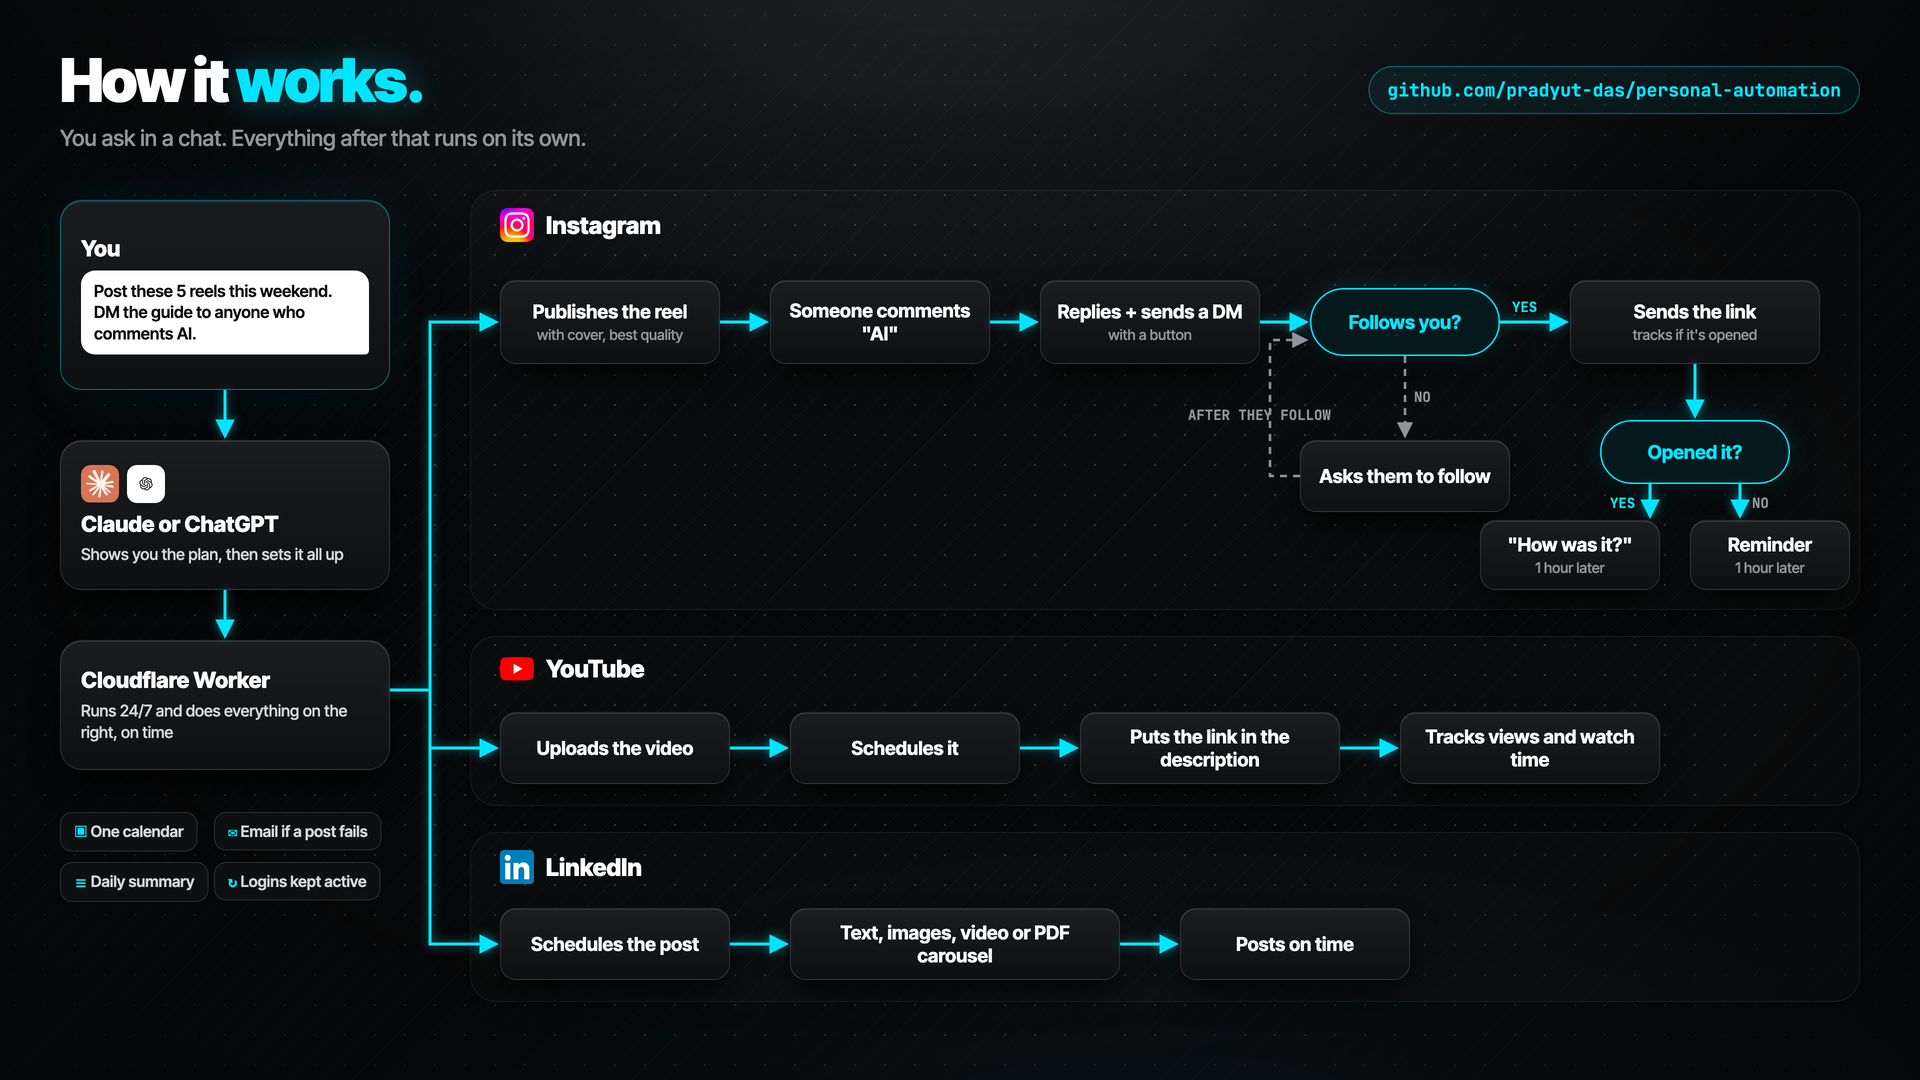 How it works.
github.com/pradyut-das/personal-automation
You ask in a chat. Everything after that runs on its own.
You
Post these 5 reels this weekend.
DM the guide to anyone who
comments AI.
Claude or ChatGPT
Shows you the plan, then sets it all up
Cloudflare Worker
Runs 24/7 and does everything on the
right, on time
One calendar
Email if a post fails
Daily summary
Logins kept active
Instagram
Publishes the reel
with cover, best quality
Someone comments
"AI"
Replies + sends a DM
with a button
Follows you?
YES
Sends the link
tracks if it's opened
NO
AFTER THEY FOLLOW
Asks them to follow
Opened it?
YES
NO
"How was it?"
1 hour later
Reminder
1 hour later
YouTube
Uploads the video
Schedules it
Puts the link in the
description
Tracks views and watch
time
LinkedIn
Schedules the post
Text, images, video or PDF
carousel
Posts on time